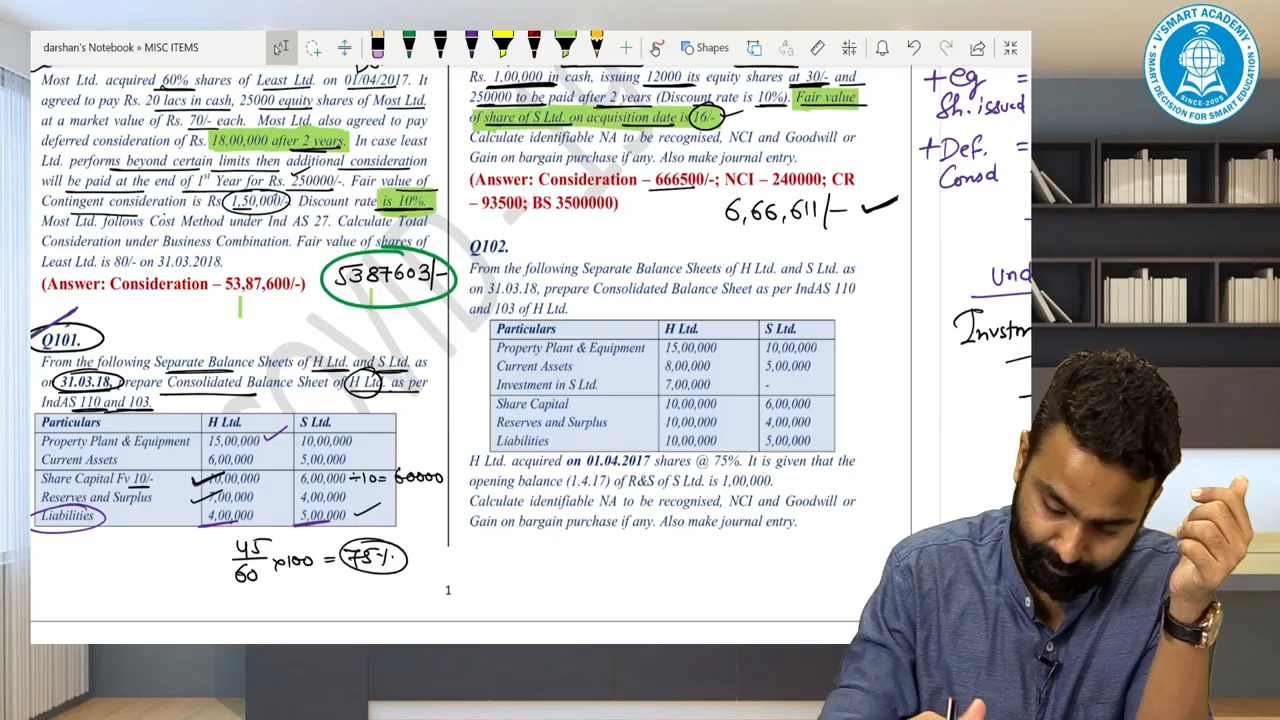 darshan's Notebook » MISC ITEMS
Shapes
Most Ltd. acquired 60% shares of Least Ltd. on 01/04/2017. It
agreed to pay Rs. 20 lacs in cash, 25000 equity shares of Most Ltd.
at a market value of Rs. 70/- each. Most Ltd. also agreed to pay
deferred consideration of Rs. 18,00,000 after 2 years. In case least
Ltd. performs beyond certain limits then additional consideration
will be paid at the end of 1st Year for Rs. 250000/-. Fair value of
Contingent consideration is Rs 1,50,000/- Discount rate is 10%.
Most Ltd. follows Cost Method under Ind AS 27. Calculate Total
Consideration under Business Combination. Fair value of shares of
Least Ltd. is 80/- on 31.03.2018.
(Answer: Consideration – 53,87,600/-)
5387603/-
Q101.
From the following Separate Balance Sheets of H Ltd. and S Ltd. as
on 31.03.18, prepare Consolidated Balance Sheet of H Ltd. as per
IndAS 110 and 103.
Particulars H Ltd. S Ltd.
Property Plant & Equipment 15,00,000 10,00,000
Current Assets 6,00,000 5,00,000
Share Capital Fv 10/- 10,00,000 6,00,000 ÷10= 60000
Reserves and Surplus 7,00,000 4,00,000
Liabilities 4,00,000 5,00,000
45/60 ×100 = 75%
Rs. 1,00,000 in cash, issuing 12000 its equity shares at 30/- and
250000 to be paid after 2 years (Discount rate is 10%). Fair value
of share of S Ltd. on acquisition date is 16/-
Calculate identifiable NA to be recognised, NCI and Goodwill or
Gain on bargain purchase if any. Also make journal entry.
(Answer: Consideration – 666500/-; NCI – 240000; CR
– 93500; BS 3500000)
6,66,611/-
Q102.
From the following Separate Balance Sheets of H Ltd. and S Ltd. as
on 31.03.18, prepare Consolidated Balance Sheet as per IndAS 110
and 103 of H Ltd.
Particulars H Ltd. S Ltd.
Property Plant & Equipment 15,00,000 10,00,000
Current Assets 8,00,000 5,00,000
Investment in S Ltd. 7,00,000 -
Share Capital 10,00,000 6,00,000
Reserves and Surplus 10,00,000 4,00,000
Liabilities 10,00,000 5,00,000
H Ltd. acquired on 01.04.2017 shares @ 75%. It is given that the
opening balance (1.4.17) of R&S of S Ltd. is 1,00,000.
Calculate identifiable NA to be recognised, NCI and Goodwill or
Gain on bargain purchase if any. Also make journal entry.
1
COVID - 19
+eq =
Sh. issued
+Def. =
Consd
Und
Investm
V'SMART ACADEMY
SINCE-2005
SMART DECISION FOR SMART EDUCATION